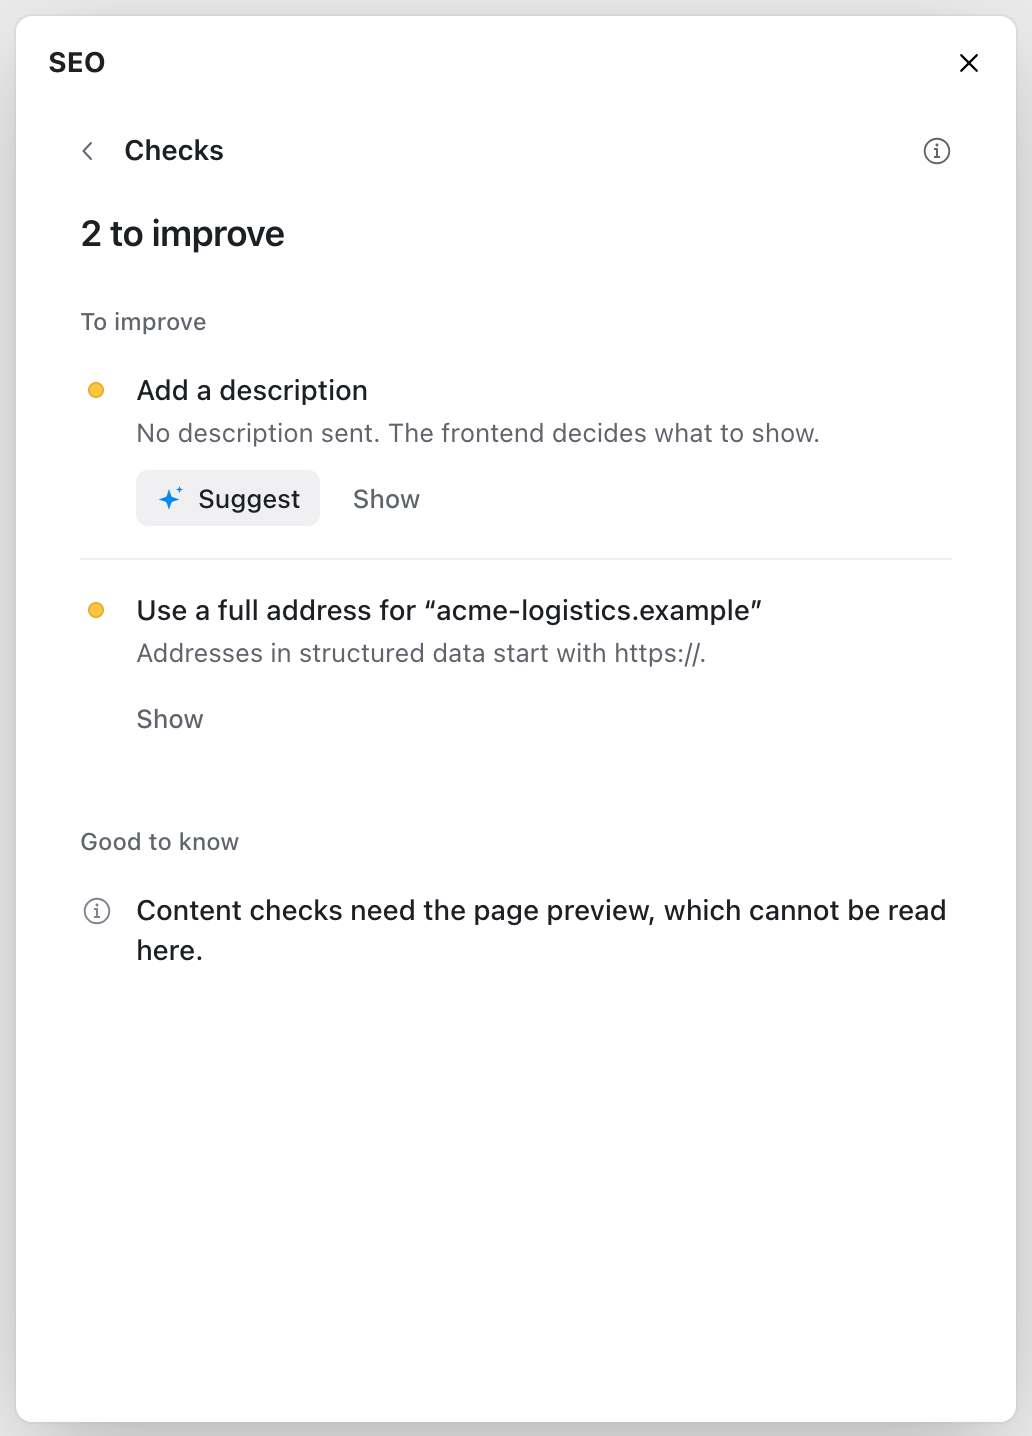 SEO
Checks
2 to improve
To improve
Add a description
No description sent. The frontend decides what to show.
Suggest
Show
Use a full address for “acme-logistics.example”
Addresses in structured data start with https://.
Show
Good to know
Content checks need the page preview, which cannot be read
here.